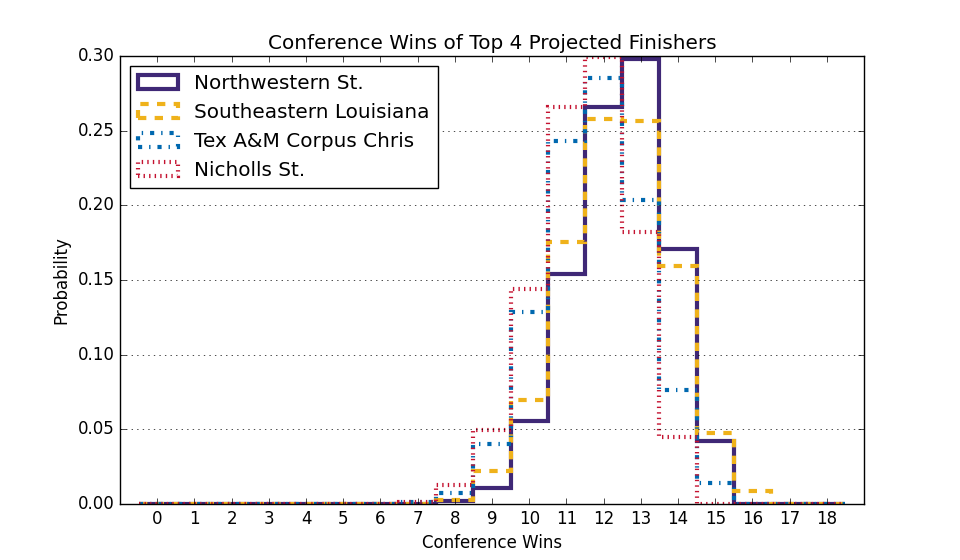 Conference Wins of Top 4 Projected Finishers
0.30
0.25
0.20
0.15
0.10
0.05
0.00
Probability
Northwestern St.
Southeastern Louisiana
Tex A&M Corpus Chris
Nicholls St.
0 1 2 3 4 5 6 7 8 9 10 11 12 13 14 15 16 17 18
Conference Wins